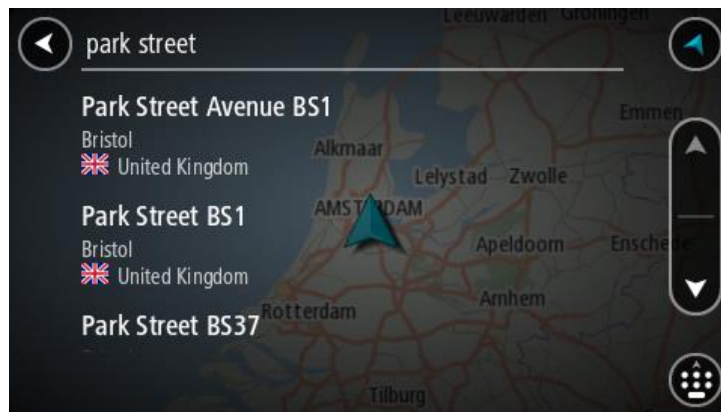 park street
Park Street Avenue BS1
Bristol
United Kingdom
Park Street BS1
Bristol
United Kingdom
Park Street BS37
Leeuwarden Groningen
Emmen
Alkmaar
Lelystad Zwolle
AMSTERDAM
Apeldoorn Enschede
Arnhem
Rotterdam
Tilburg